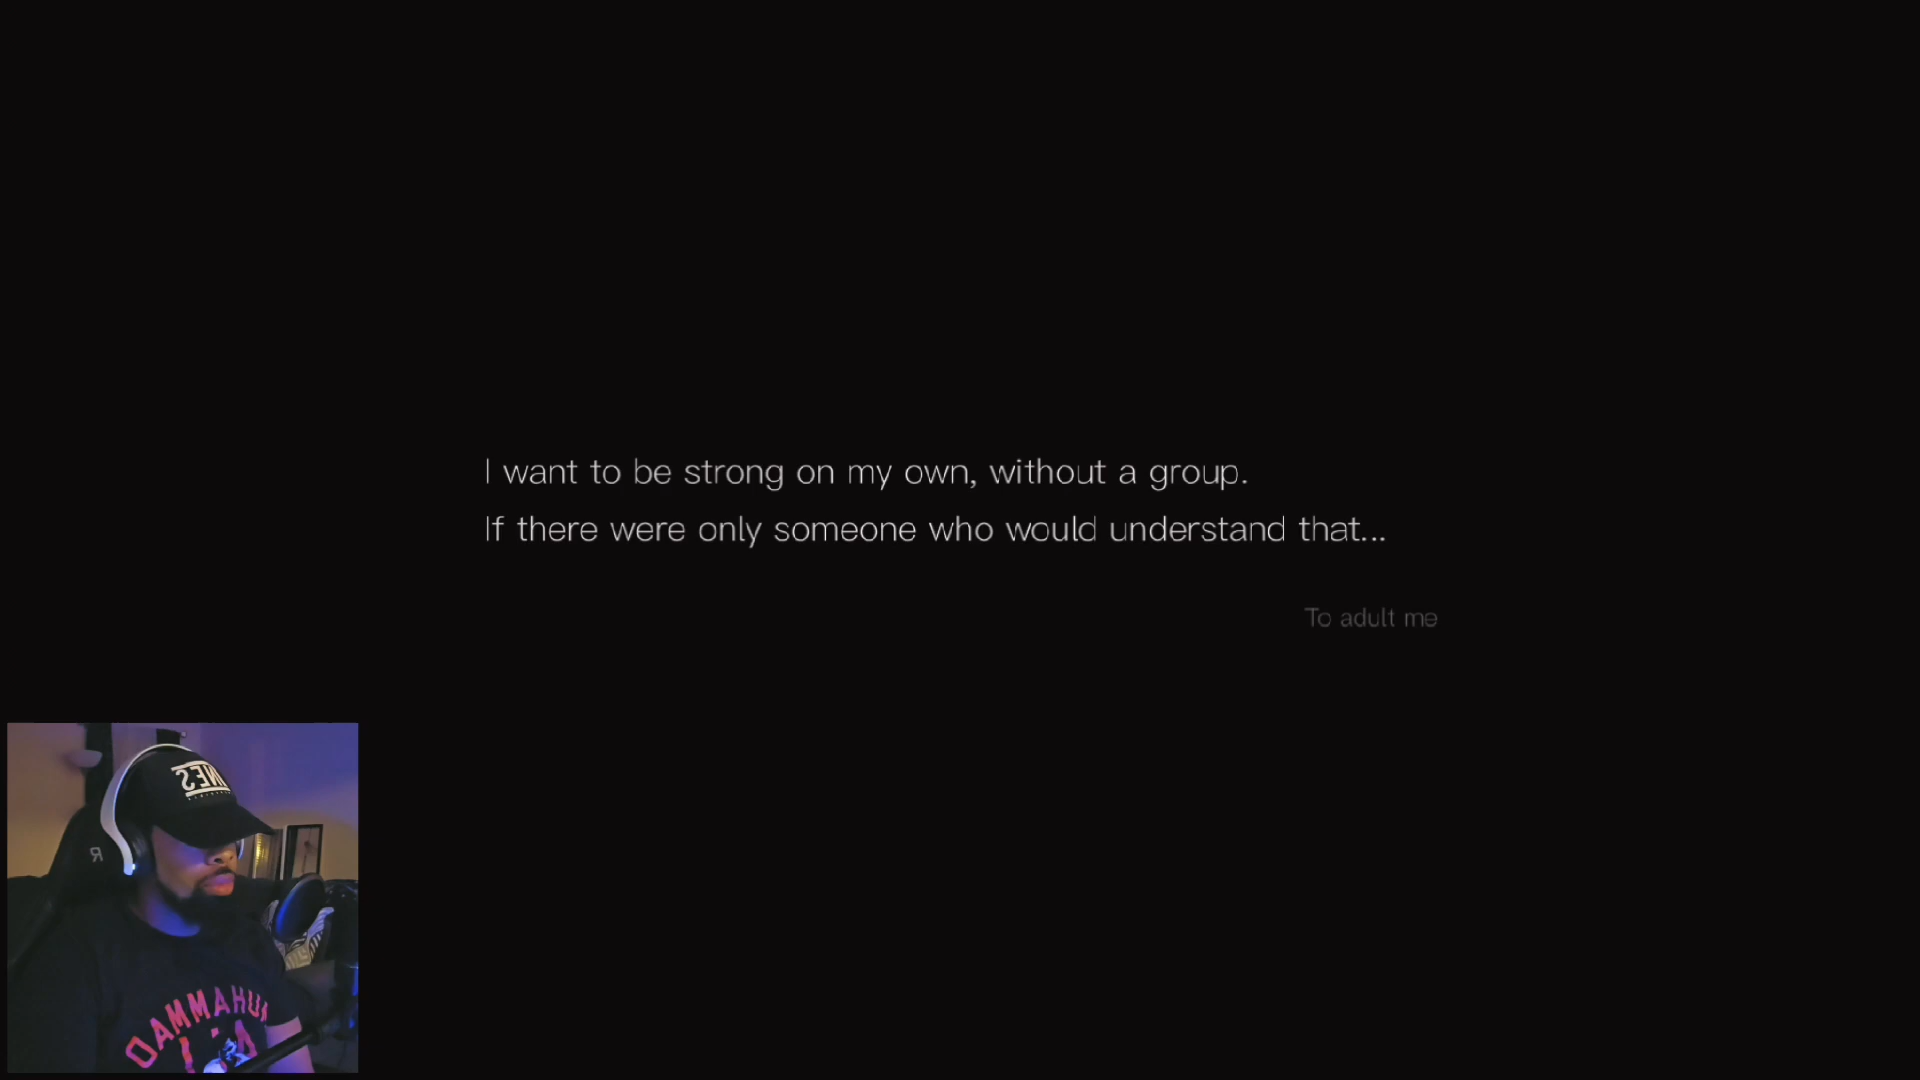 I want to be strong on my own, without a group.
If there were only someone who would understand that...
To adult me
R
MUHAMMAD